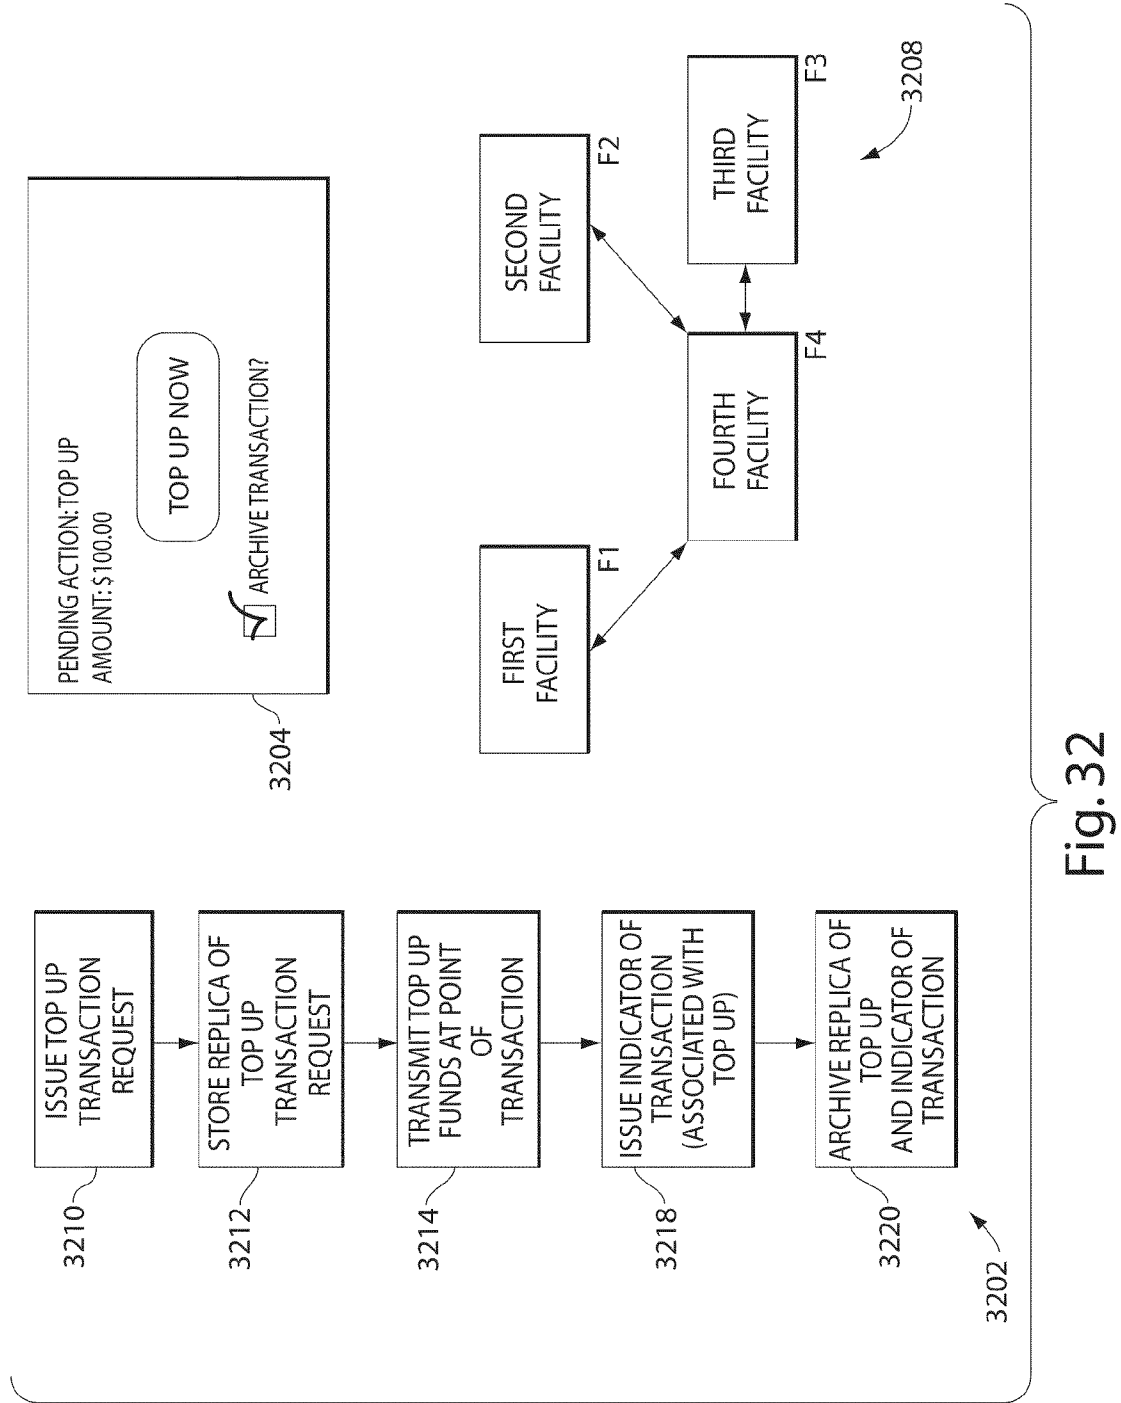 3210
ISSUE TOP UP
TRANSACTION
REQUEST
3212
STORE REPLICA OF
TOP UP
TRANSACTION
REQUEST
3214
TRANSMIT TOP UP
FUNDS AT POINT
OF
TRANSACTION
3218
ISSUE INDICATOR OF
TRANSACTION
(ASSOCIATED WITH
TOP UP)
3220
ARCHIVE REPLICA OF
TOP UP
AND INDICATOR OF
TRANSACTION
3202
PENDING ACTION: TOP UP
AMOUNT: $100.00
TOP UP NOW
ARCHIVE TRANSACTION?
3204
FIRST
FACILITY
F1
SECOND
FACILITY
F2
FOURTH
FACILITY
F4
THIRD
FACILITY
F3
3208
Fig. 32